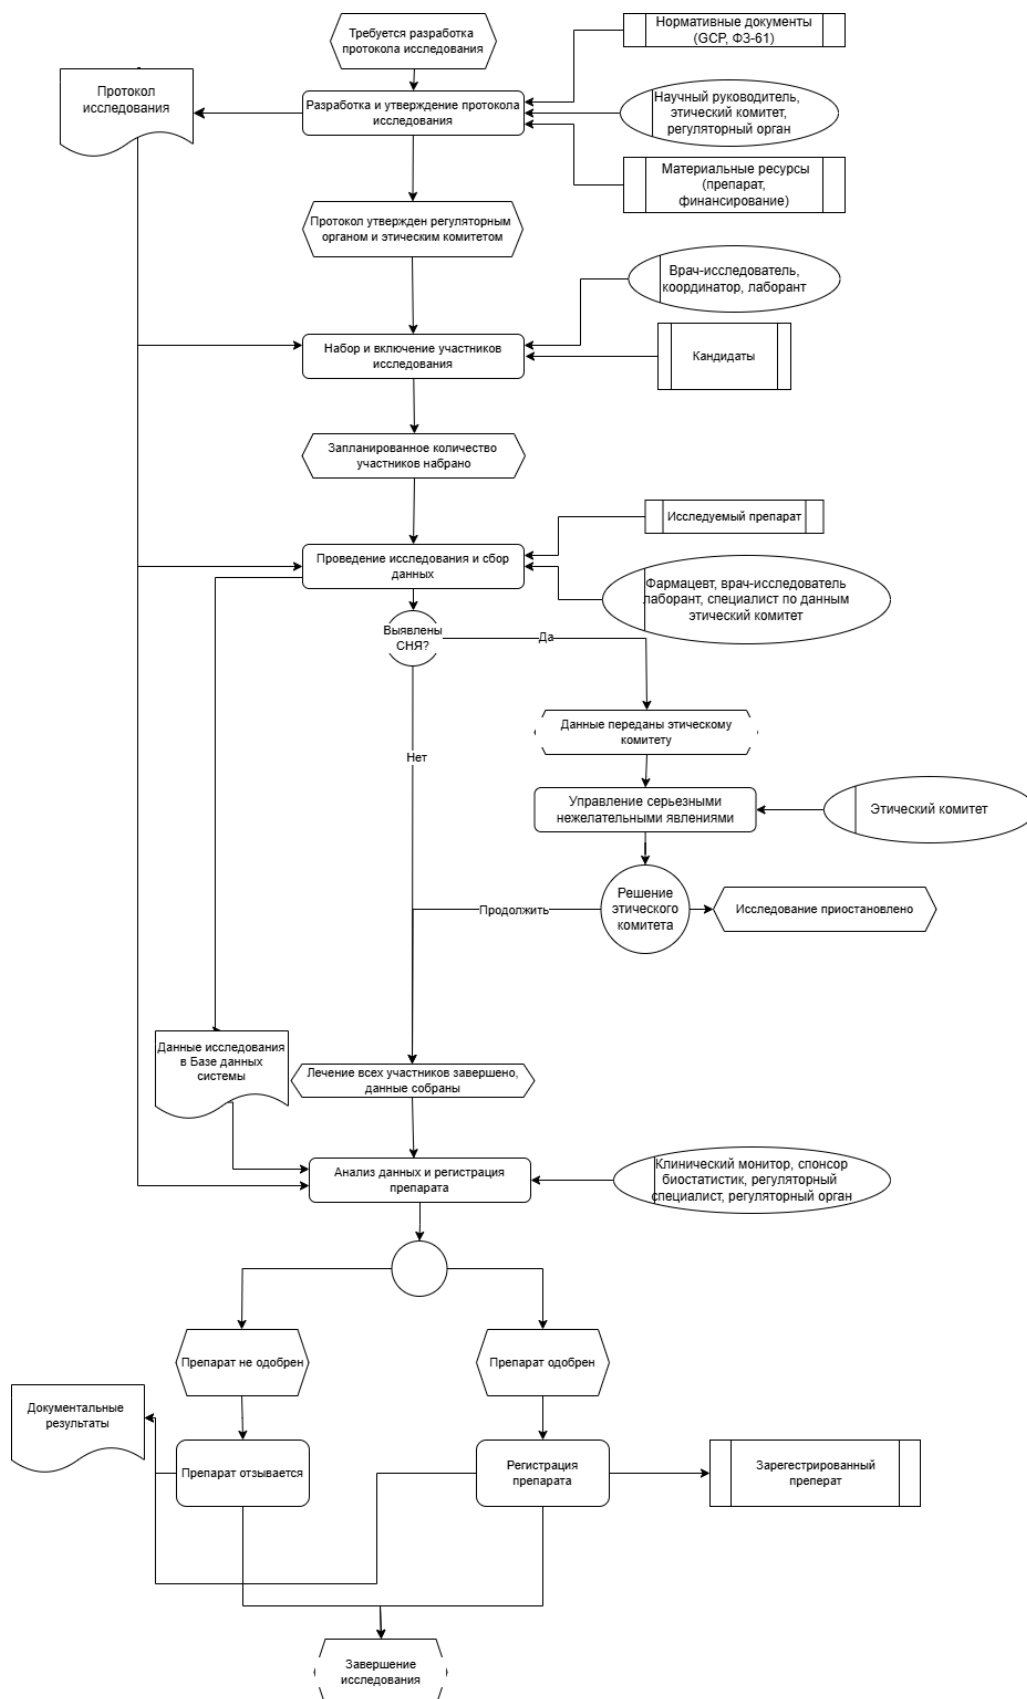 Требуется разработка
протокола исследования
Нормативные документы
(GCP, ФЗ-61)
Протокол
исследования
Разработка и утверждение протокола
исследования
Научный руководитель,
этический комитет,
регуляторный орган
Материальные ресурсы
(препарат,
финансирование)
Протокол утвержден регуляторным
органом и этическим комитетом
Врач-исследователь,
координатор, лаборант
Набор и включение участников
исследования
Кандидаты
Запланированное количество
участников набрано
Исследуемый препарат
Проведение исследования и сбор
данных
Фармацевт, врач-исследователь
лаборант, специалист по данным
этический комитет
Выявлены
СНЯ?
Да
Данные переданы этическому
комитету
Нет
Управление серьезными
нежелательными явлениями
Этический комитет
Решение
этического
комитета
Продолжить
Исследование приостановлено
Данные исследования
в Базе данных
системы
Лечение всех участников завершено,
данные собраны
Анализ данных и регистрация
препарата
Клинический монитор, спонсор
биостатистик, регуляторный
специалист, регуляторный орган
Препарат не одобрен
Препарат одобрен
Документальные
результаты
Препарат отзывается
Регистрация
препарата
Зарегестрированный
преперат
Завершение
исследования